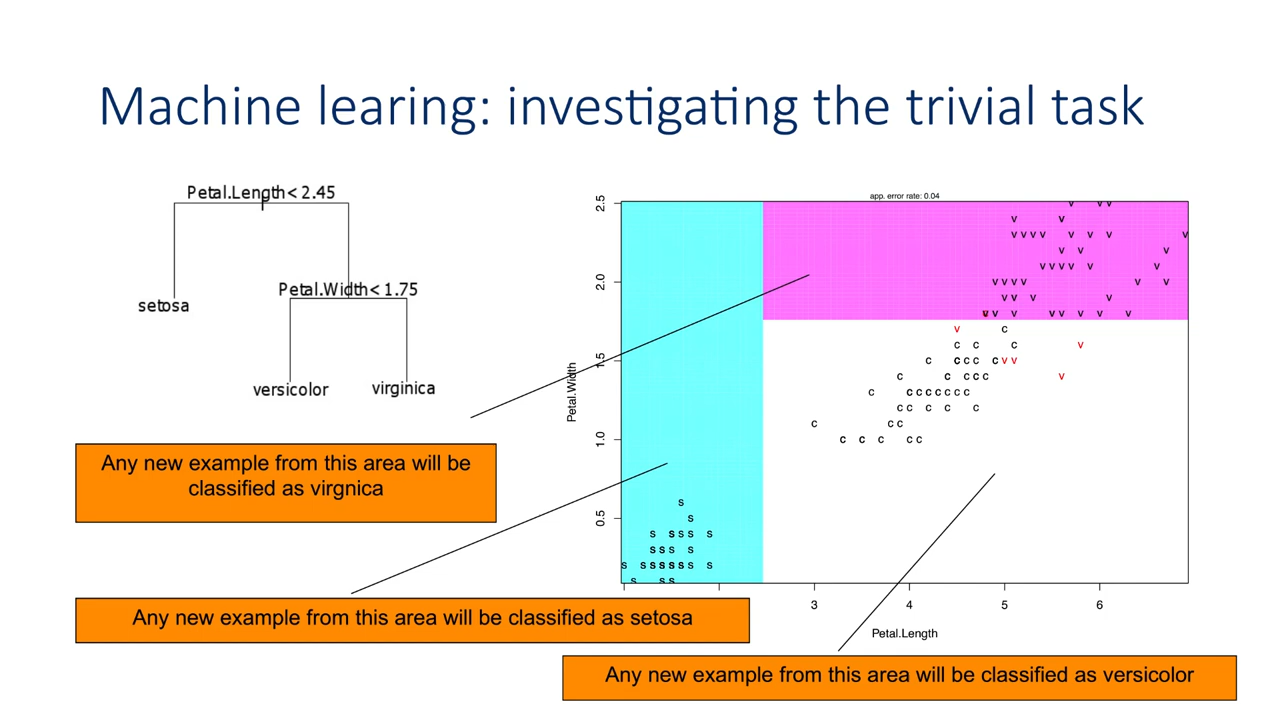 Machine learing: investigating the trivial task
Petal.Length< 2.45
setosa
Petal.Width< 1.75
versicolor
virginica
Any new example from this area will be
classified as virgnica
Any new example from this area will be classified as setosa
Any new example from this area will be classified as versicolor
app. error rate: 0.04
2.5
2.0
1.5
1.0
0.5
Petal.Width
3 4 5 6
Petal.Length